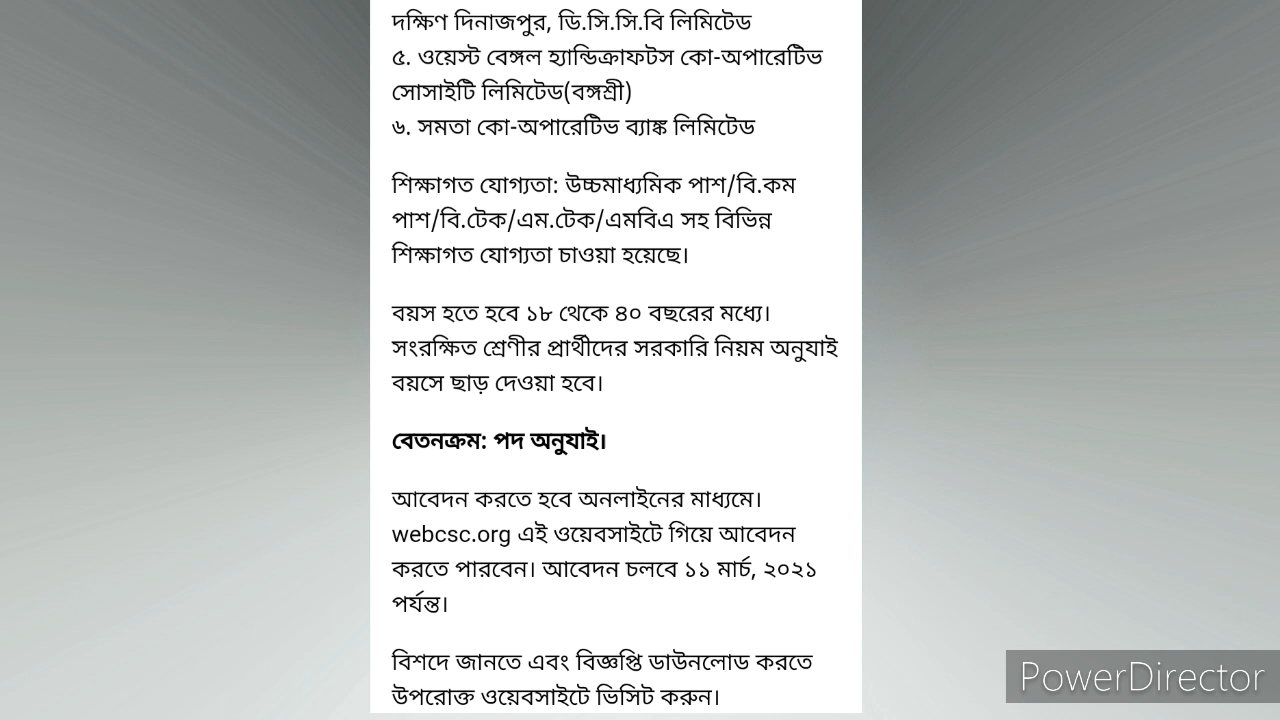 দক্ষিণ দিনাজপুর, ডি.সি.সি.বি লিমিটেড
৫. ওয়েস্ট বেঙ্গল হ্যান্ডিক্রাফটস কো-অপারেটিভ
সোসাইটি লিমিটেড(বঙ্গশ্রী)
৬. সমতা কো-অপারেটিভ ব্যাঙ্ক লিমিটেড
শিক্ষাগত যোগ্যতা: উচ্চমাধ্যমিক পাশ/বি.কম
পাশ/বি.টেক/এম.টেক/এমবিএ সহ বিভিন্ন
শিক্ষাগত যোগ্যতা চাওয়া হয়েছে।
বয়স হতে হবে ১৮ থেকে ৪০ বছরের মধ্যে।
সংরক্ষিত শ্রেণীর প্রার্থীদের সরকারি নিয়ম অনুযাই
বয়সে ছাড় দেওয়া হবে।
বেতনক্রম: পদ অনুযাই।
আবেদন করতে হবে অনলাইনের মাধ্যমে।
webcsc.org এই ওয়েবসাইটে গিয়ে আবেদন
করতে পারবেন। আবেদন চলবে ১১ মার্চ, ২০২১
পর্যন্ত।
বিশদে জানতে এবং বিজ্ঞপ্তি ডাউনলোড করতে
উপরোক্ত ওয়েবসাইটে ভিসিট করুন।
PowerDirector